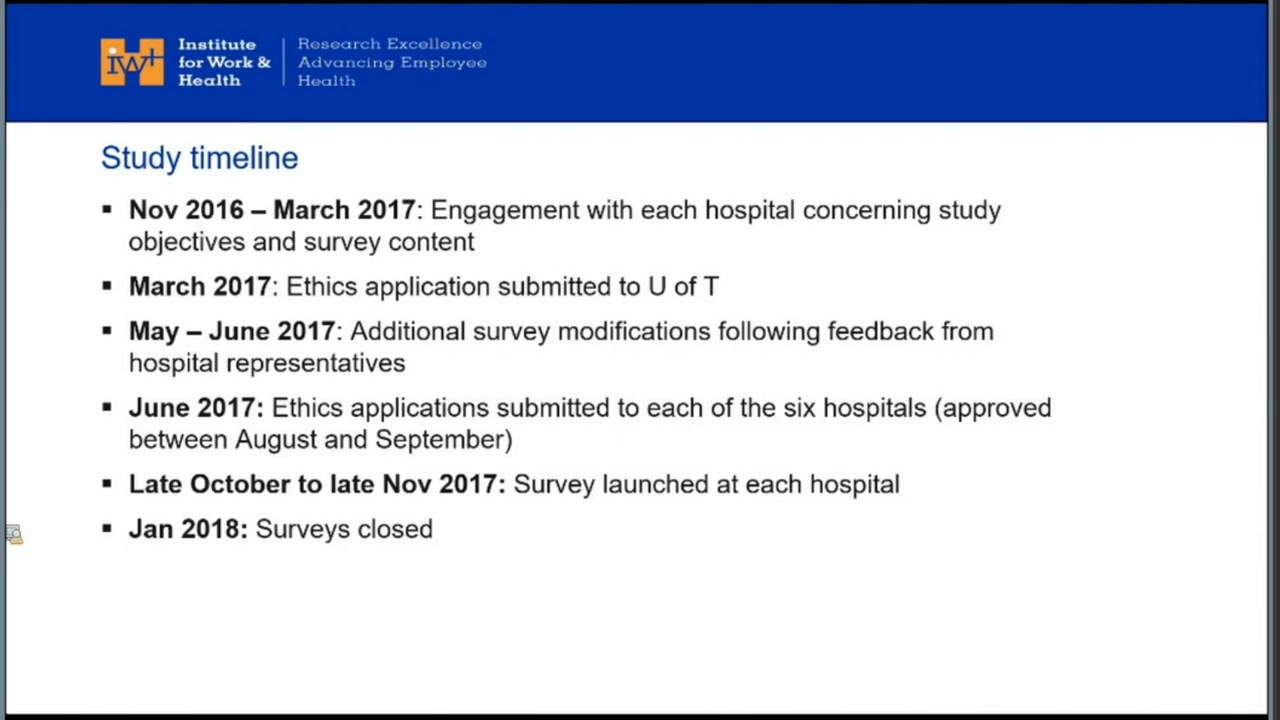 iw+
Institute
for Work &
Health
Research Excellence
Advancing Employee
Health
Study timeline
▪ Nov 2016 – March 2017: Engagement with each hospital concerning study
objectives and survey content
▪ March 2017: Ethics application submitted to U of T
▪ May – June 2017: Additional survey modifications following feedback from
hospital representatives
▪ June 2017: Ethics applications submitted to each of the six hospitals (approved
between August and September)
▪ Late October to late Nov 2017: Survey launched at each hospital
▪ Jan 2018: Surveys closed